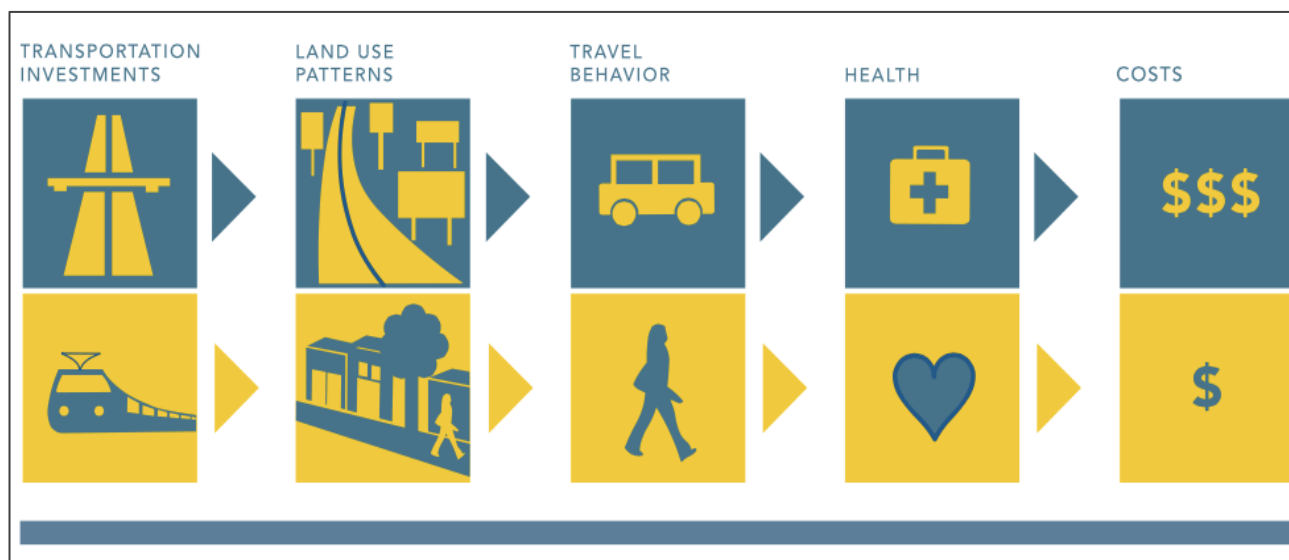 TRANSPORTATION
INVESTMENTS
LAND USE
PATTERNS
TRAVEL
BEHAVIOR
HEALTH
COSTS
$$$
$